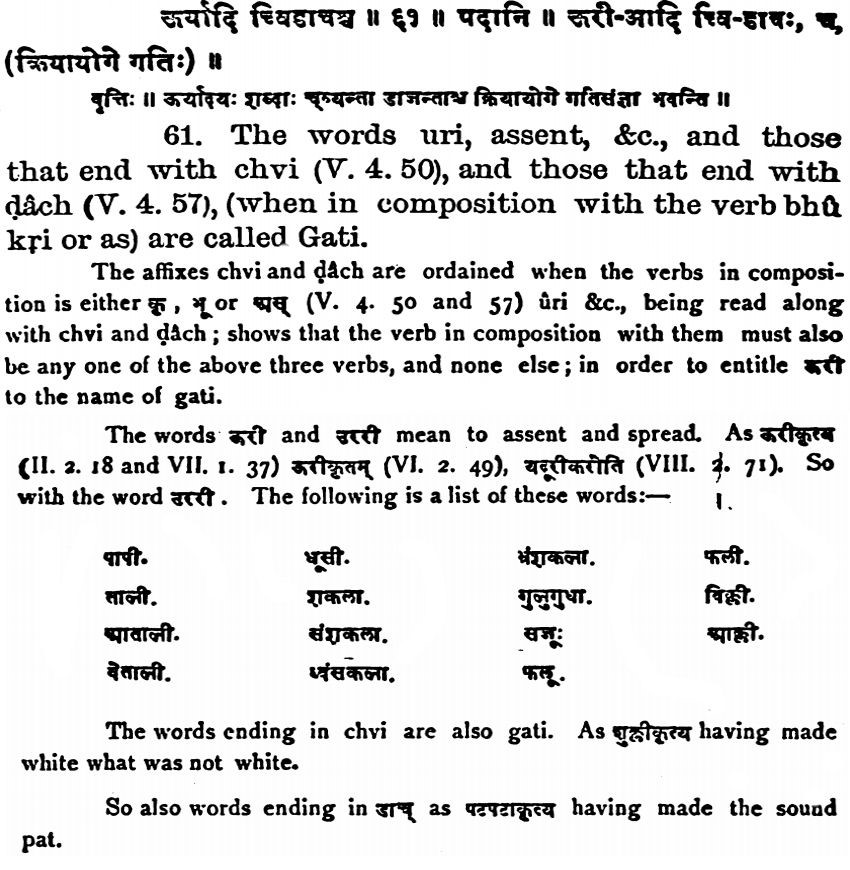 ऊर्यादि च्विडाचश्च ॥ ६१ ॥ पदानि ॥ ऊरी-आदि च्वि-डाचः, च,
(क्रियायोगे गतिः) ॥
वृत्तिः ॥ ऊर्यादयः शब्दाः च्व्यन्ता डाजन्ताश्च क्रियायोगे गतिसंज्ञा भवन्ति ॥
61. The words uri, assent, &c., and those
that end with chvi (V. 4. 50), and those that end with
ḍâch (V. 4. 57), (when in composition with the verb bhû
kṛi or as) are called Gati.
The affixes chvi and ḍâch are ordained when the verbs in composi-
tion is either कृ, भू or अस् (V. 4. 50 and 57) ûri &c., being read along
with chvi and ḍâch; shows that the verb in composition with them must also
be any one of the above three verbs, and none else; in order to entitle ऊरी
to the name of gati.
The words ऊरी and उररी mean to assent and spread. As ऊरीकृत्य
(II. 2. 18 and VII. 1. 37) ऊरीकृतम् (VI. 2. 49), यदूरीकरोति (VIII. 1. 71). So
with the word उररी. The following is a list of these words:—
पापी. धूसी. भ्रंशकला. फली.
ताली. शकला. गुलुगुधा. विक्ली.
आताली. संशकला. सजूः आक्ली.
वेताली. ध्वंसकला. फलू.
The words ending in chvi are also gati. As शुक्लीकृत्य having made
white what was not white.
So also words ending in डाच् as पटपटाकृत्य having made the sound
pat.